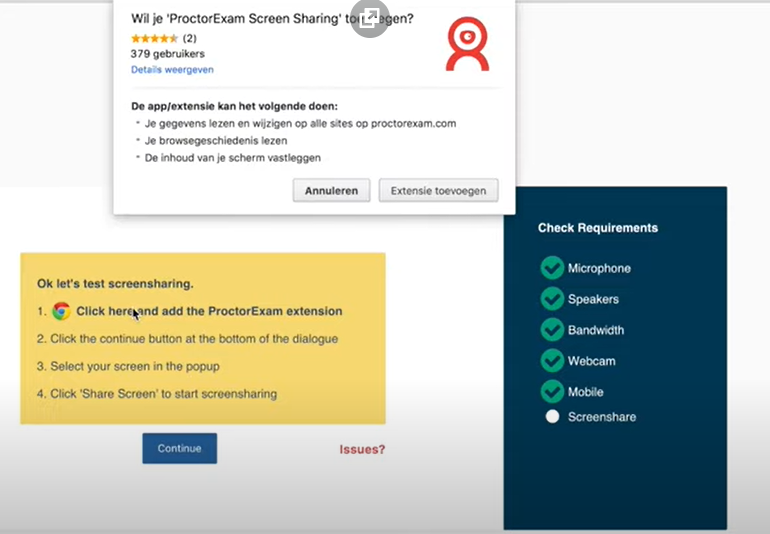 Wil je 'ProctorExam Screen Sharing' toevoegen?
(2)
379 gebruikers
Details weergeven
De app/extensie kan het volgende doen:
Je gegevens lezen en wijzigen op alle sites op proctorexam.com
Je browsegeschiedenis lezen
De inhoud van je scherm vastleggen
Annuleren
Extensie toevoegen
Ok let's test screensharing.
1. Click here and add the ProctorExam extension
2. Click the continue button at the bottom of the dialogue
3. Select your screen in the popup
4. Click 'Share Screen' to start screensharing
Continue
Issues?
Check Requirements
Microphone
Speakers
Bandwidth
Webcam
Mobile
Screenshare